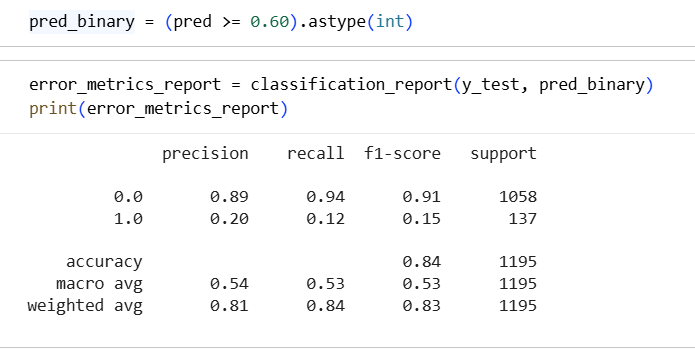 pred_binary = (pred >= 0.60).astype(int)
error_metrics_report = classification_report(y_test, pred_binary)
print(error_metrics_report)
precision recall f1-score support
0.0 0.89 0.94 0.91 1058
1.0 0.20 0.12 0.15 137
accuracy 0.84 1195
macro avg 0.54 0.53 0.53 1195
weighted avg 0.81 0.84 0.83 1195